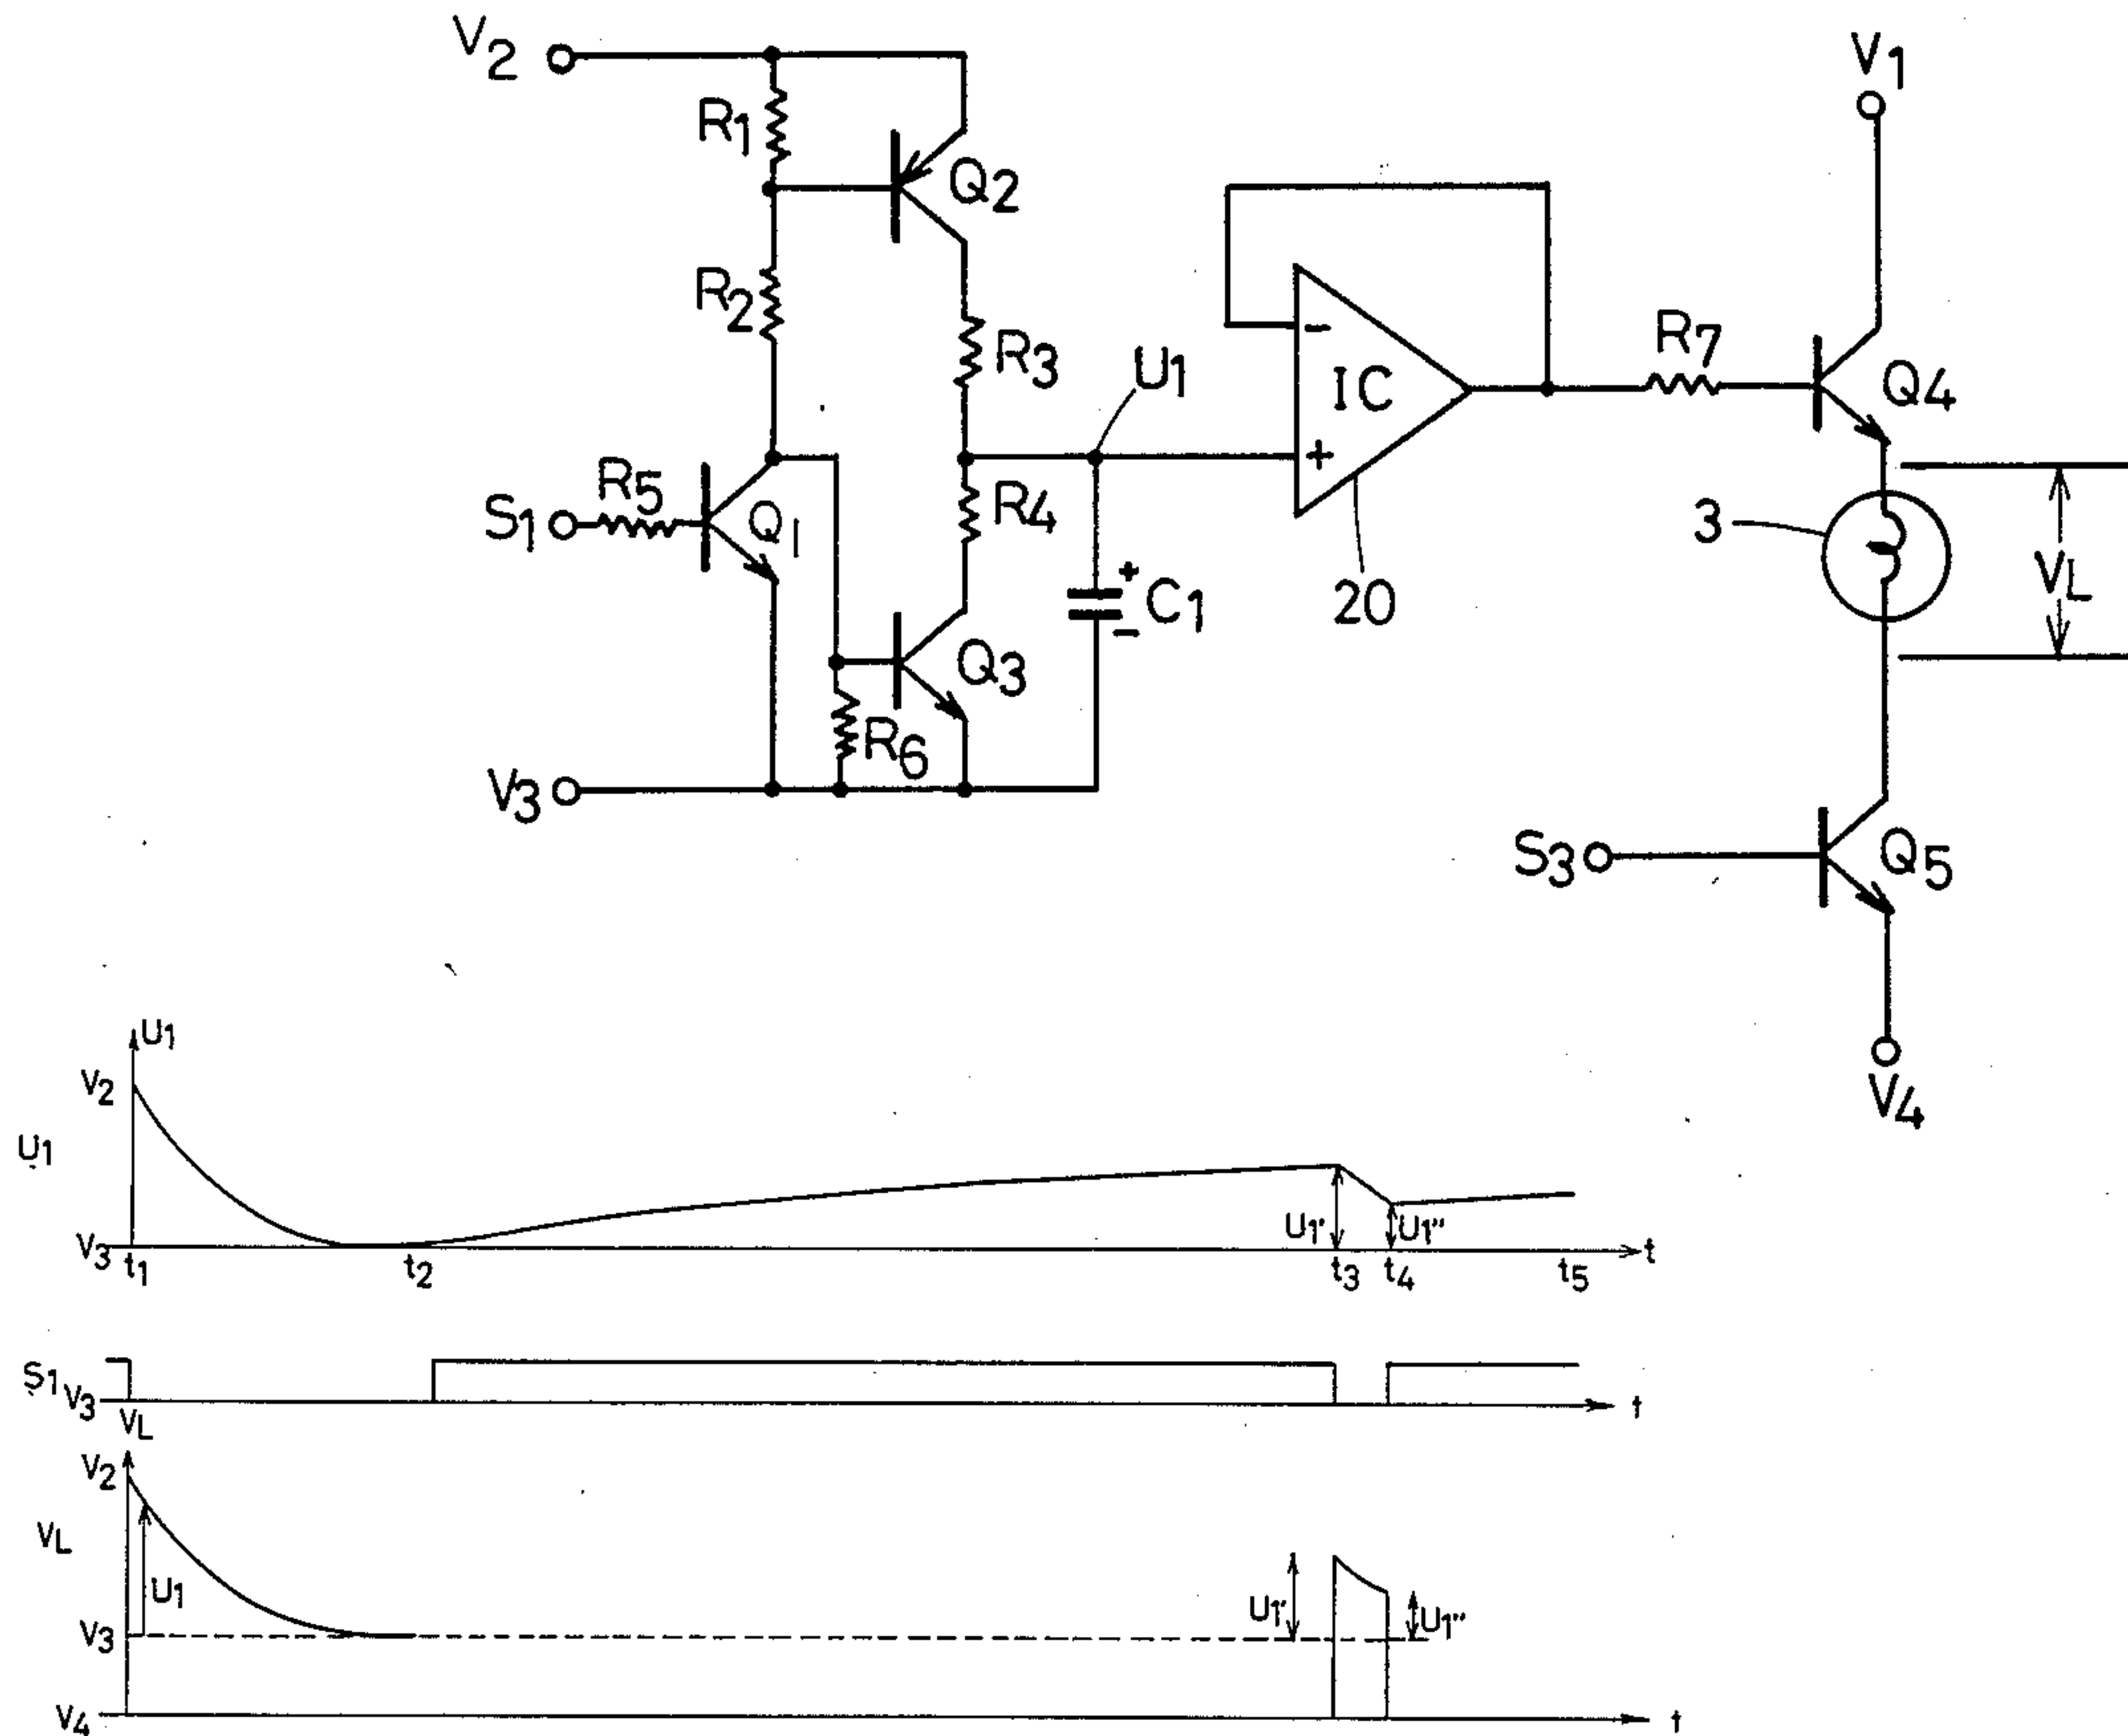 V2
V1
R1
Q2
R2
R3
U1
IC
-
+
R7
Q4
S1
R5
Q1
R4
3
VL
+
C1
-
20
Q3
R6
V3
S3
Q5
V4
U1
V2
U1
V3
t1
t2
U1'
U1"
t3
t4
t5
t
S1
V3
t
VL
V2
VL
U1
V3
U1'
U1"
V4
t